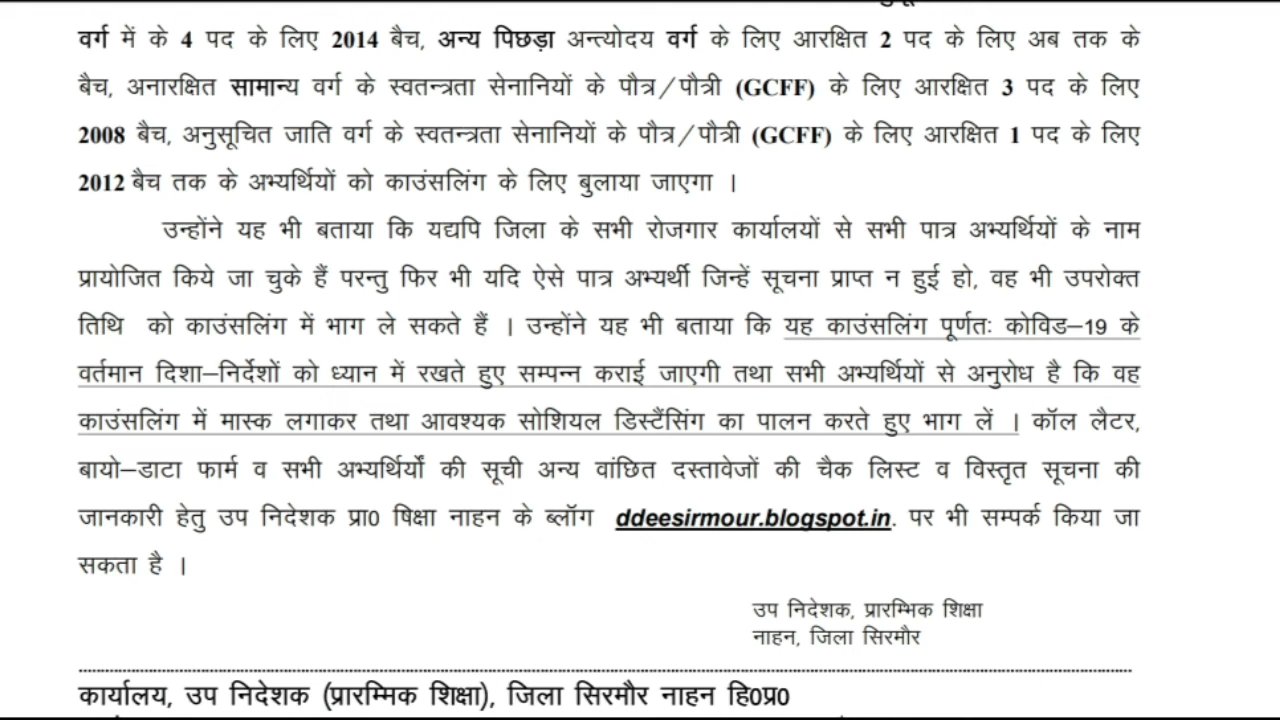 वर्ग में के 4 पद के लिए 2014 बैच, अन्य पिछड़ा अन्त्योदय वर्ग के लिए आरक्षित 2 पद के लिए अब तक के
बैच, अनारक्षित सामान्य वर्ग के स्वतन्त्रता सेनानियों के पौत्र/पौत्री (GCFF) के लिए आरक्षित 3 पद के लिए
2008 बैच, अनुसूचित जाति वर्ग के स्वतन्त्रता सेनानियों के पौत्र/पौत्री (GCFF) के लिए आरक्षित 1 पद के लिए
2012 बैच तक के अभ्यर्थियों को काउंसलिंग के लिए बुलाया जाएगा ।
उन्होंने यह भी बताया कि यद्यपि जिला के सभी रोजगार कार्यालयों से सभी पात्र अभ्यर्थियों के नाम
प्रायोजित किये जा चुके हैं परन्तु फिर भी यदि ऐसे पात्र अभ्यर्थी जिन्हें सूचना प्राप्त न हुई हो, वह भी उपरोक्त
तिथि को काउंसलिंग में भाग ले सकते हैं । उन्होंने यह भी बताया कि यह काउंसलिंग पूर्णतः कोविड–19 के
वर्तमान दिशा–निर्देशों को ध्यान में रखते हुए सम्पन्न कराई जाएगी तथा सभी अभ्यर्थियों से अनुरोध है कि वह
काउंसलिंग में मास्क लगाकर तथा आवश्यक सोशियल डिस्टैंसिंग का पालन करते हुए भाग लें । कॉल लैटर,
बायो–डाटा फार्म व सभी अभ्यर्थियों की सूची अन्य वांछित दस्तावेजों की चैक लिस्ट व विस्तृत सूचना की
जानकारी हेतु उप निदेशक प्रा0 षिक्षा नाहन के ब्लॉग ddeesirmour.blogspot.in. पर भी सम्पर्क किया जा
सकता है ।
उप निदेशक, प्रारम्भिक शिक्षा
नाहन, जिला सिरमौर
कार्यालय, उप निदेशक (प्रारम्मिक शिक्षा), जिला सिरमौर नाहन हि0प्र0